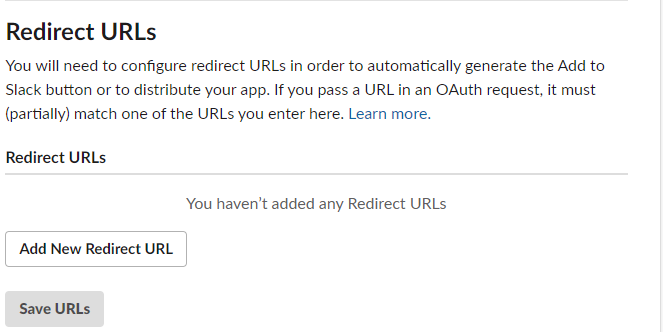 Redirect URLs
You will need to configure redirect URLs in order to automatically generate the Add to
Slack button or to distribute your app. If you pass a URL in an OAuth request, it must
(partially) match one of the URLs you enter here. Learn more.
Redirect URLs
You haven’t added any Redirect URLs
Add New Redirect URL
Save URLs